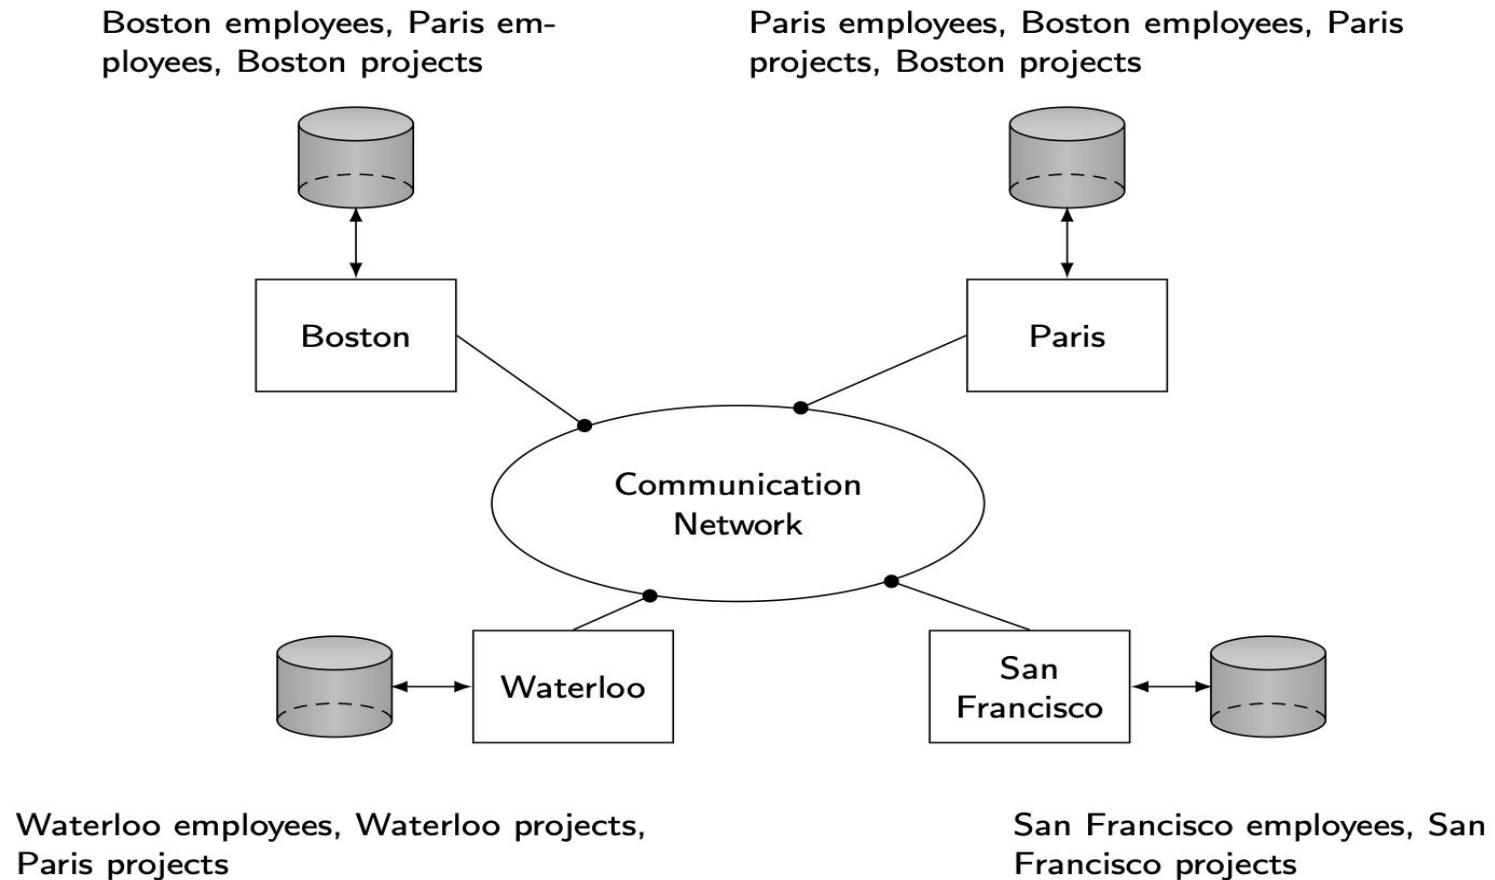 Boston employees, Paris em-
ployees, Boston projects
Paris employees, Boston employees, Paris
projects, Boston projects
Boston
Paris
Communication
Network
Waterloo
San
Francisco
Waterloo employees, Waterloo projects,
Paris projects
San Francisco employees, San
Francisco projects